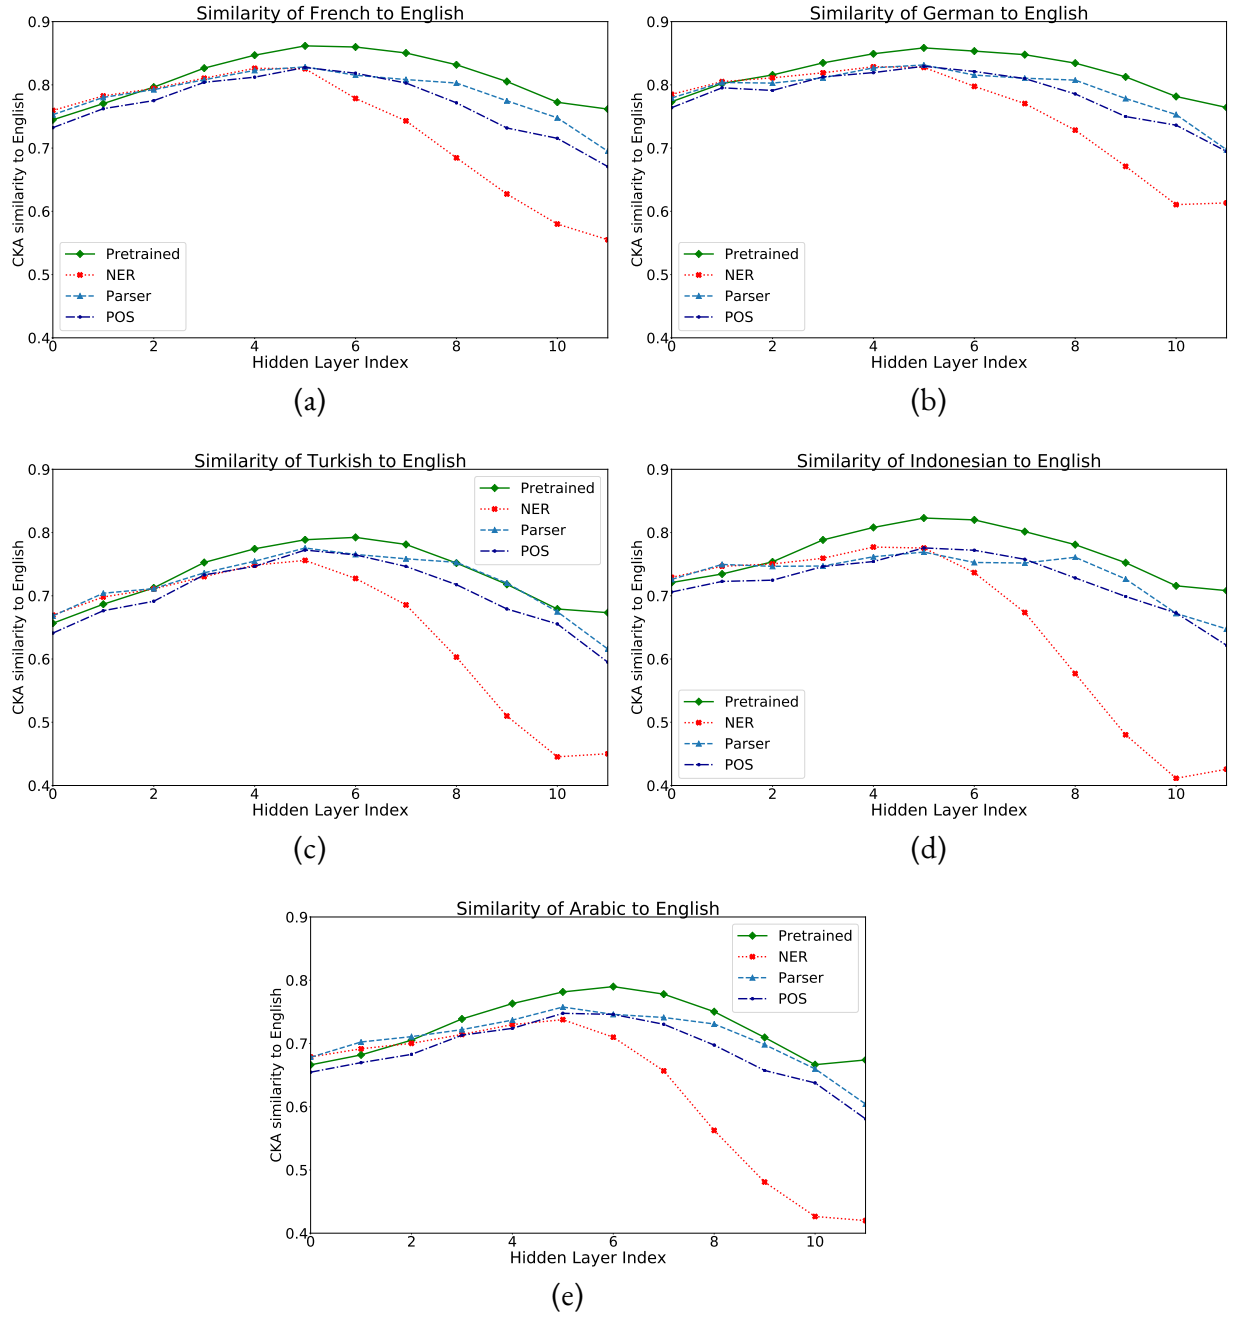 Similarity of French to English
CKA similarity to English
0.9
0.8
0.7
0.6
0.5
0.4
Pretrained
NER
Parser
POS
0 2 4 6 8 10
Hidden Layer Index
(a)
Similarity of German to English
CKA similarity to English
0.9
0.8
0.7
0.6
0.5
0.4
Pretrained
NER
Parser
POS
0 2 4 6 8 10
Hidden Layer Index
(b)
Similarity of Turkish to English
CKA similarity to English
0.9
0.8
0.7
0.6
0.5
0.4
Pretrained
NER
Parser
POS
0 2 4 6 8 10
Hidden Layer Index
(c)
Similarity of Indonesian to English
CKA similarity to English
0.9
0.8
0.7
0.6
0.5
0.4
Pretrained
NER
Parser
POS
0 2 4 6 8 10
Hidden Layer Index
(d)
Similarity of Arabic to English
CKA similarity to English
0.9
0.8
0.7
0.6
0.5
0.4
Pretrained
NER
Parser
POS
0 2 4 6 8 10
Hidden Layer Index
(e)